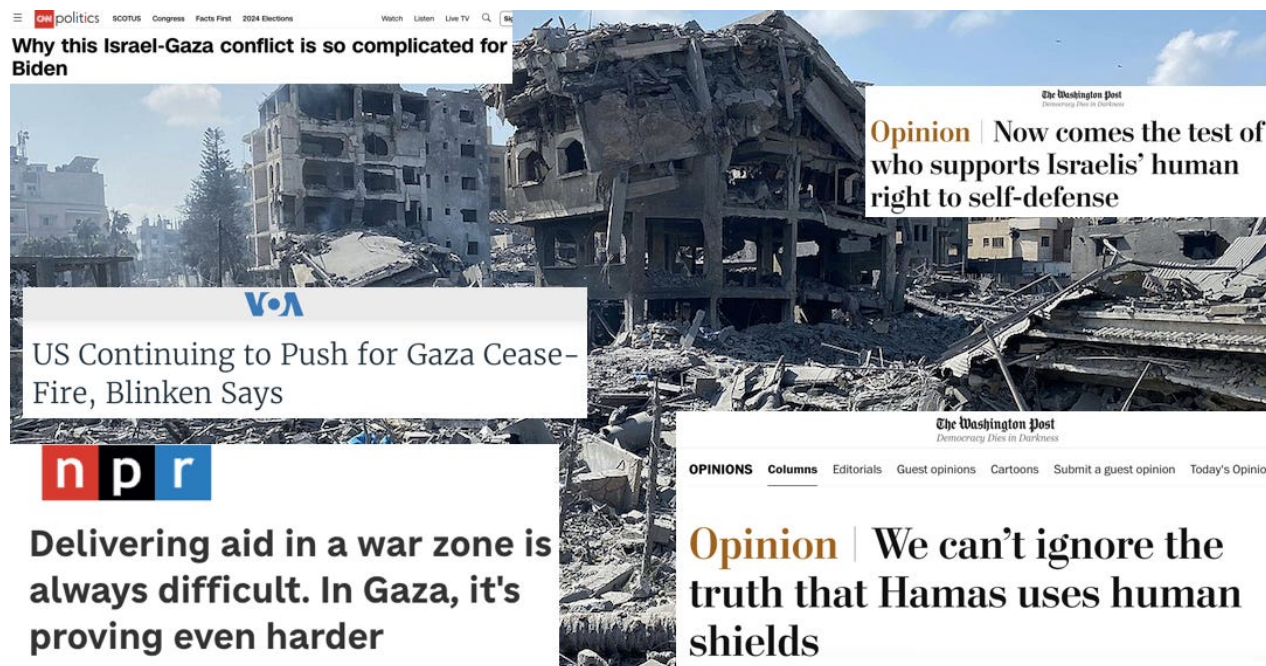 CNN politics SCOTUS Congress Facts First 2024 Elections Watch Listen Live TV
Why this Israel-Gaza conflict is so complicated for
Biden
The Washington Post
Democracy Dies in Darkness
Opinion | Now comes the test of
who supports Israelis’ human
right to self-defense
VOA
US Continuing to Push for Gaza Cease-
Fire, Blinken Says
npr
Delivering aid in a war zone is
always difficult. In Gaza, it's
proving even harder
The Washington Post
Democracy Dies in Darkness
OPINIONS Columns Editorials Guest opinions Cartoons Submit a guest opinion Today's Opinio
Opinion | We can’t ignore the
truth that Hamas uses human
shields